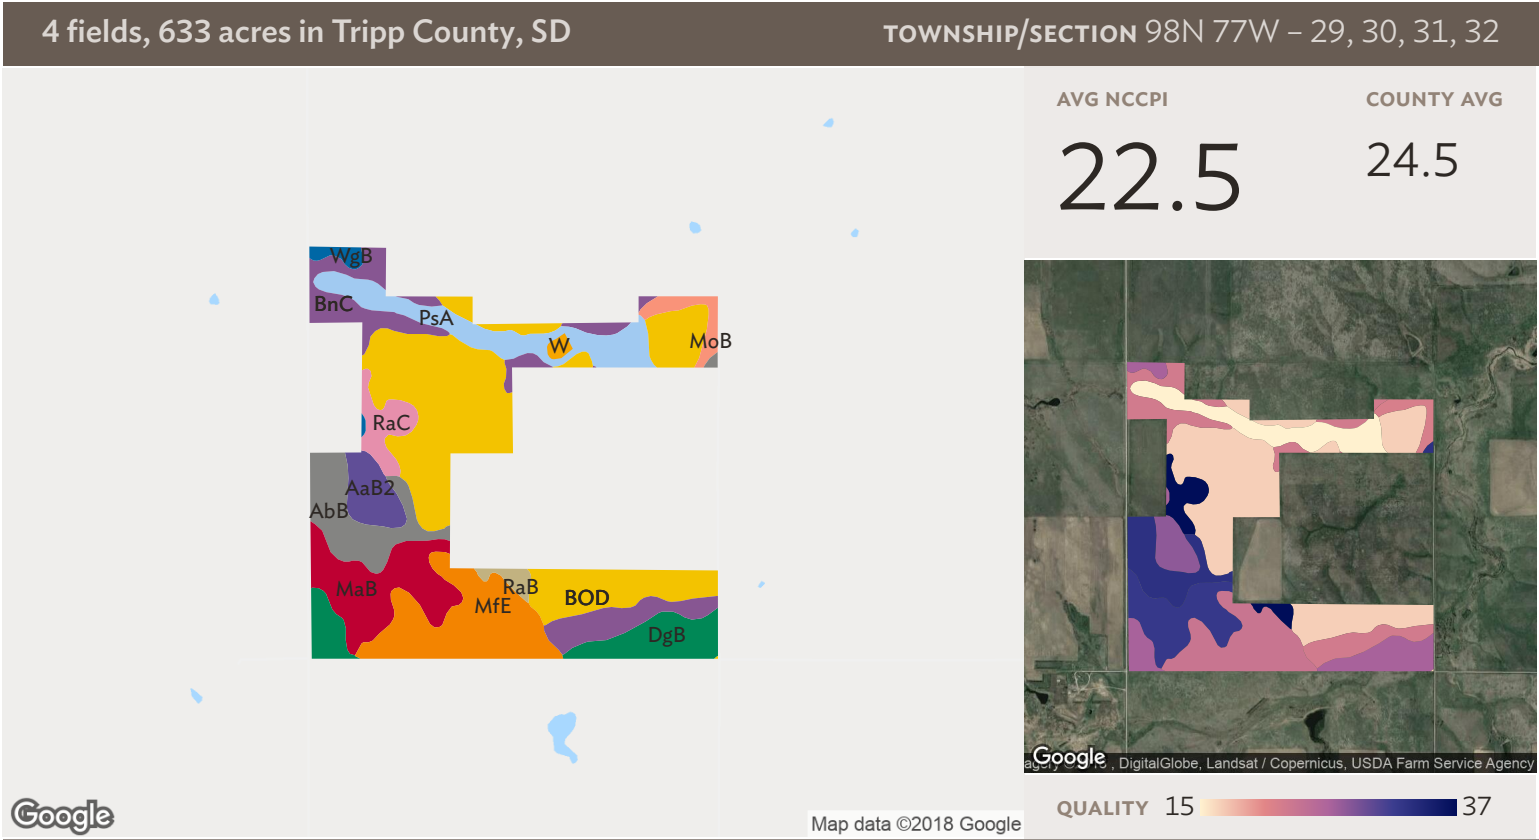 4 fields, 633 acres in Tripp County, SD
TOWNSHIP/SECTION 98N 77W – 29, 30, 31, 32
AVG NCCPI
COUNTY AVG
22.5
24.5
WgB
BnC
PsA
W
MoB
RaC
AaB2
AbB
MaB
RaB
MfE
BOD
DgB
Google
Map data ©2018 Google
Google
, DigitalGlobe, Landsat / Copernicus, USDA Farm Service Agency
QUALITY 15 37